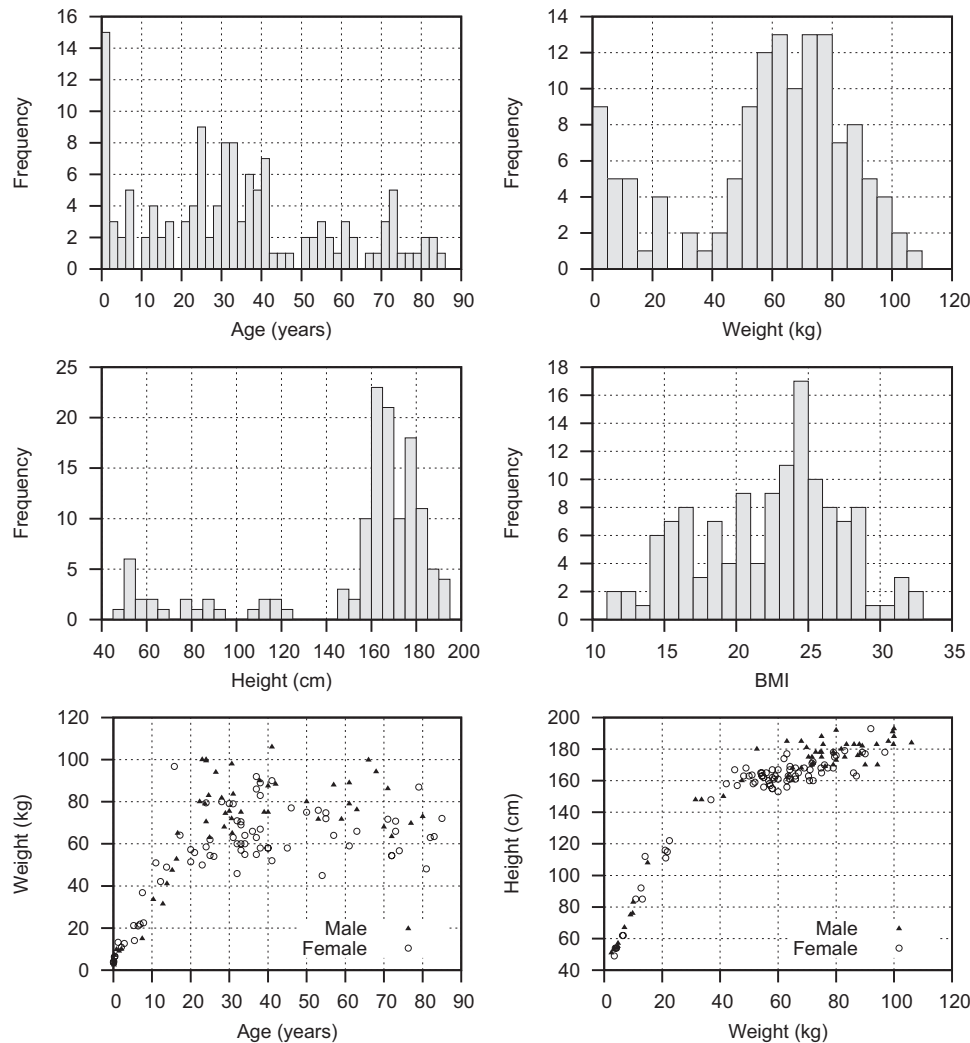 16
14
12
10
8
6
4
2
0
Frequency
0 10 20 30 40 50 60 70 80 90
Age (years)
14
12
10
8
6
4
2
0
Frequency
0 20 40 60 80 100 120
Weight (kg)
25
20
15
10
5
0
Frequency
40 60 80 100 120 140 160 180 200
Height (cm)
18
16
14
12
10
8
6
4
2
0
Frequency
10 15 20 25 30 35
BMI
120
100
80
60
40
20
0
Weight (kg)
Male
Female
0 10 20 30 40 50 60 70 80 90
Age (years)
200
180
160
140
120
100
80
60
40
Height (cm)
Male
Female
0 20 40 60 80 100 120
Weight (kg)